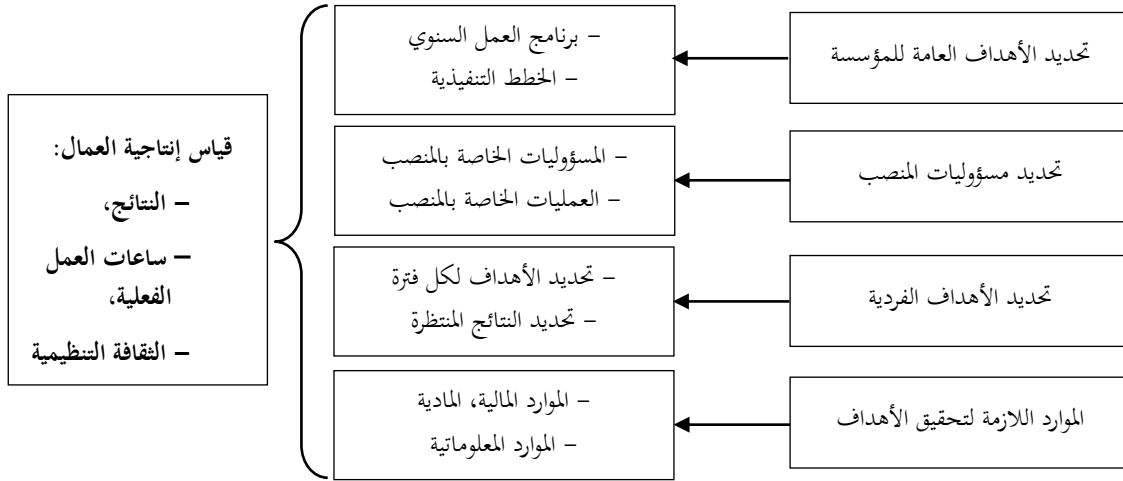 تحديد الأهداف العامة للمؤسسة
– برنامج العمل السنوي
– الخطط التنفيذية
تحديد مسؤوليات المنصب
– المسؤوليات الخاصة بالمنصب
– العمليات الخاصة بالمنصب
تحديد الأهداف الفردية
– تحديد الأهداف لكل فترة
– تحديد النتائج المنتظرة
الموارد اللازمة لتحقيق الأهداف
– الموارد المالية، المادية
– الموارد المعلوماتية
قياس إنتاجية العمال:
– النتائج،
– ساعات العمل
الفعلية،
– الثقافة التنظيمية